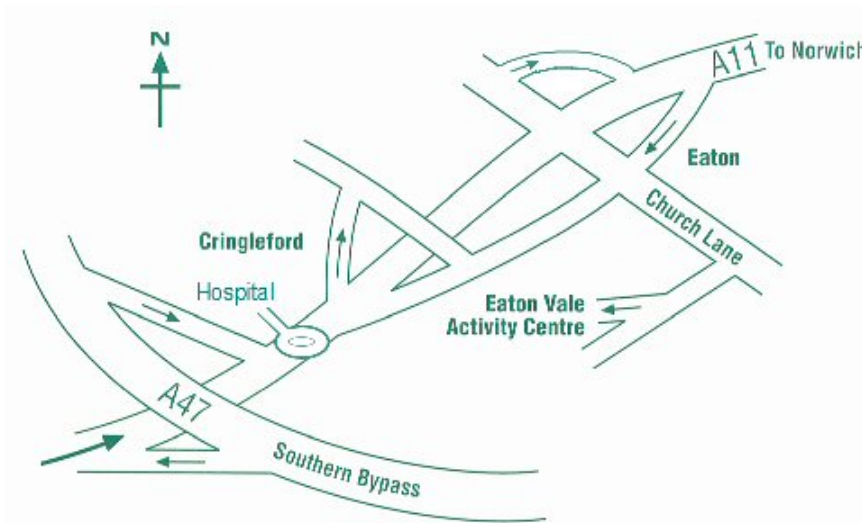 N
A11 To Norwich
Eaton
Church Lane
Cringleford
Hospital
Eaton Vale
Activity Centre
A47
Southern Bypass